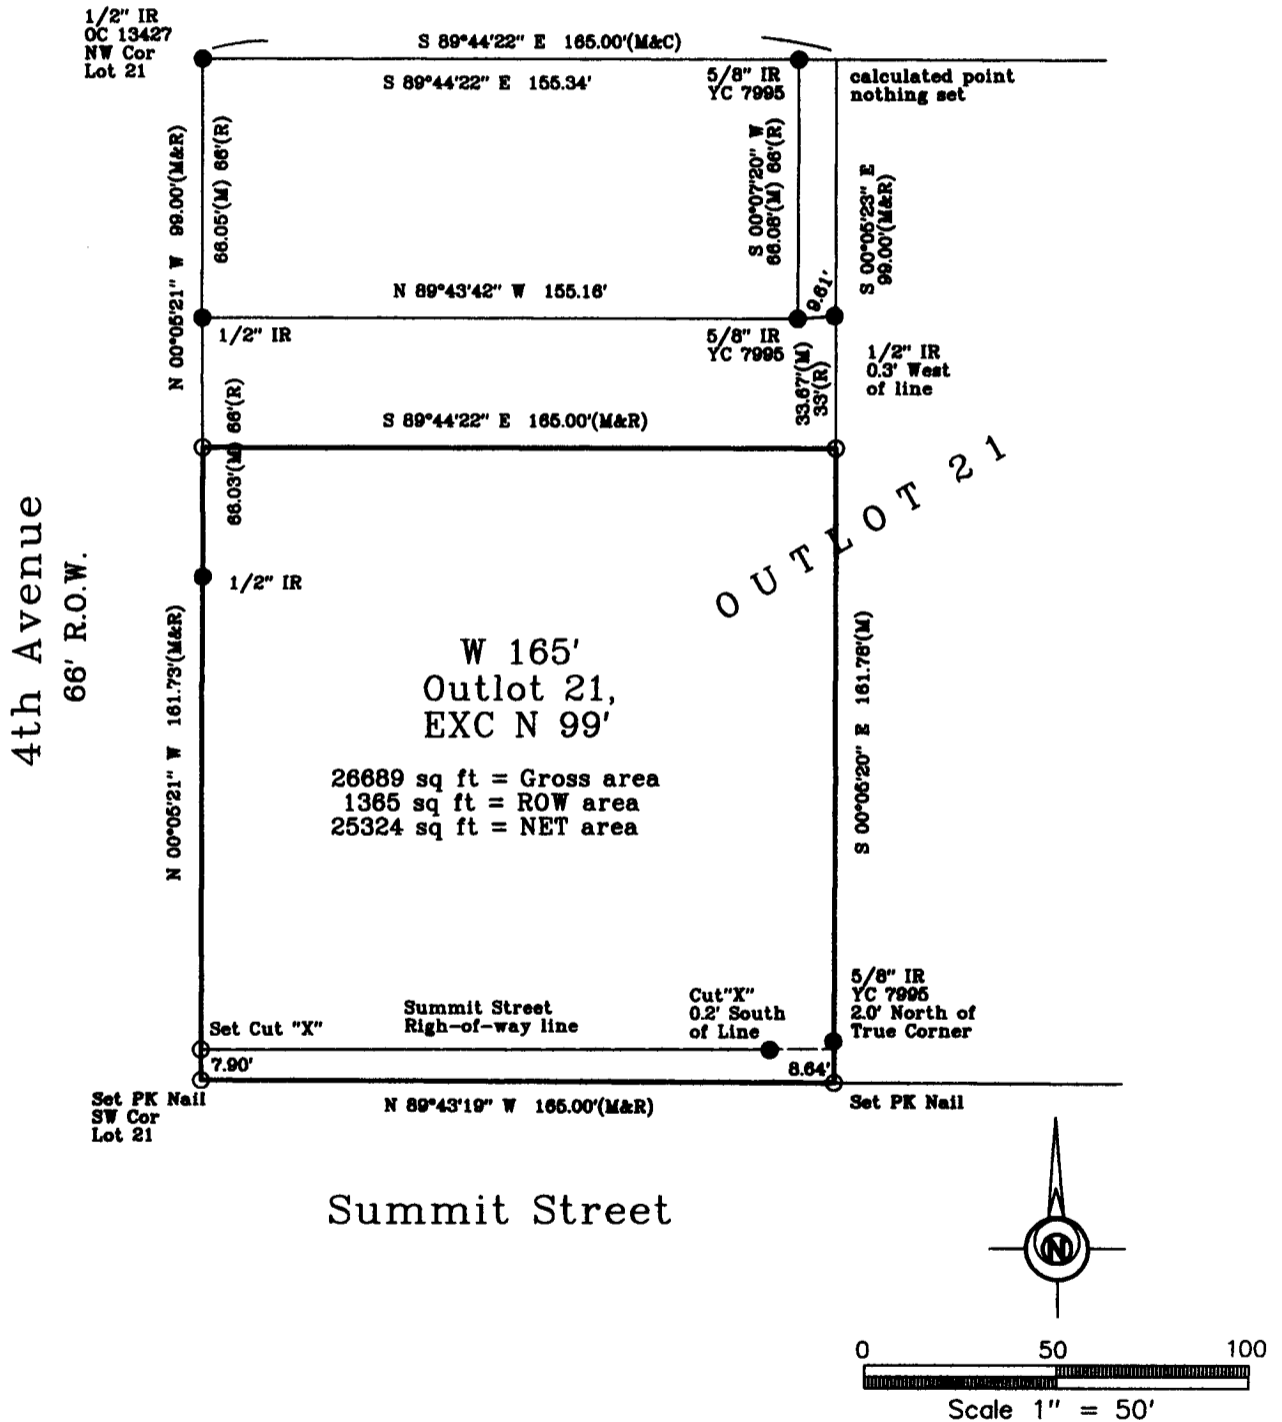 1/2" IR
OC 13427
NW Cor
Lot 21
S 89°44'22" E 165.00'(M&C)
S 89°44'22" E 155.34'
5/8" IR
YC 7995
calculated point
nothing set
N 00°05'21" W 99.00'(M&R)
66.05'(M) 66'(R)
S 00°07'20" W
66.08'(M) 66'(R)
S 00°05'23" E
99.00'(M&R)
N 89°43'42" W 155.16'
9.61'
1/2" IR
5/8" IR
YC 7995
33.67'(M)
33'(R)
1/2" IR
0.3' West
of line
66.03'(M) 66'(R)
S 89°44'22" E 165.00'(M&R)
OUTLOT 21
4th Avenue
66' R.O.W.
1/2" IR
N 00°05'21" W 161.73'(M&R)
W 165'
Outlot 21,
EXC N 99'
26689 sq ft = Gross area
1365 sq ft = ROW area
25324 sq ft = NET area
S 00°05'20" E 161.78'(M)
Set Cut "X"
Summit Street
Righ-of-way line
Cut"X"
0.2' South
of Line
5/8" IR
YC 7995
2.0' North of
True Corner
7.90'
8.64'
Set PK Nail
SW Cor
Lot 21
N 89°43'19" W 165.00'(M&R)
Set PK Nail
Summit Street
N
0 50 100
Scale 1" = 50'